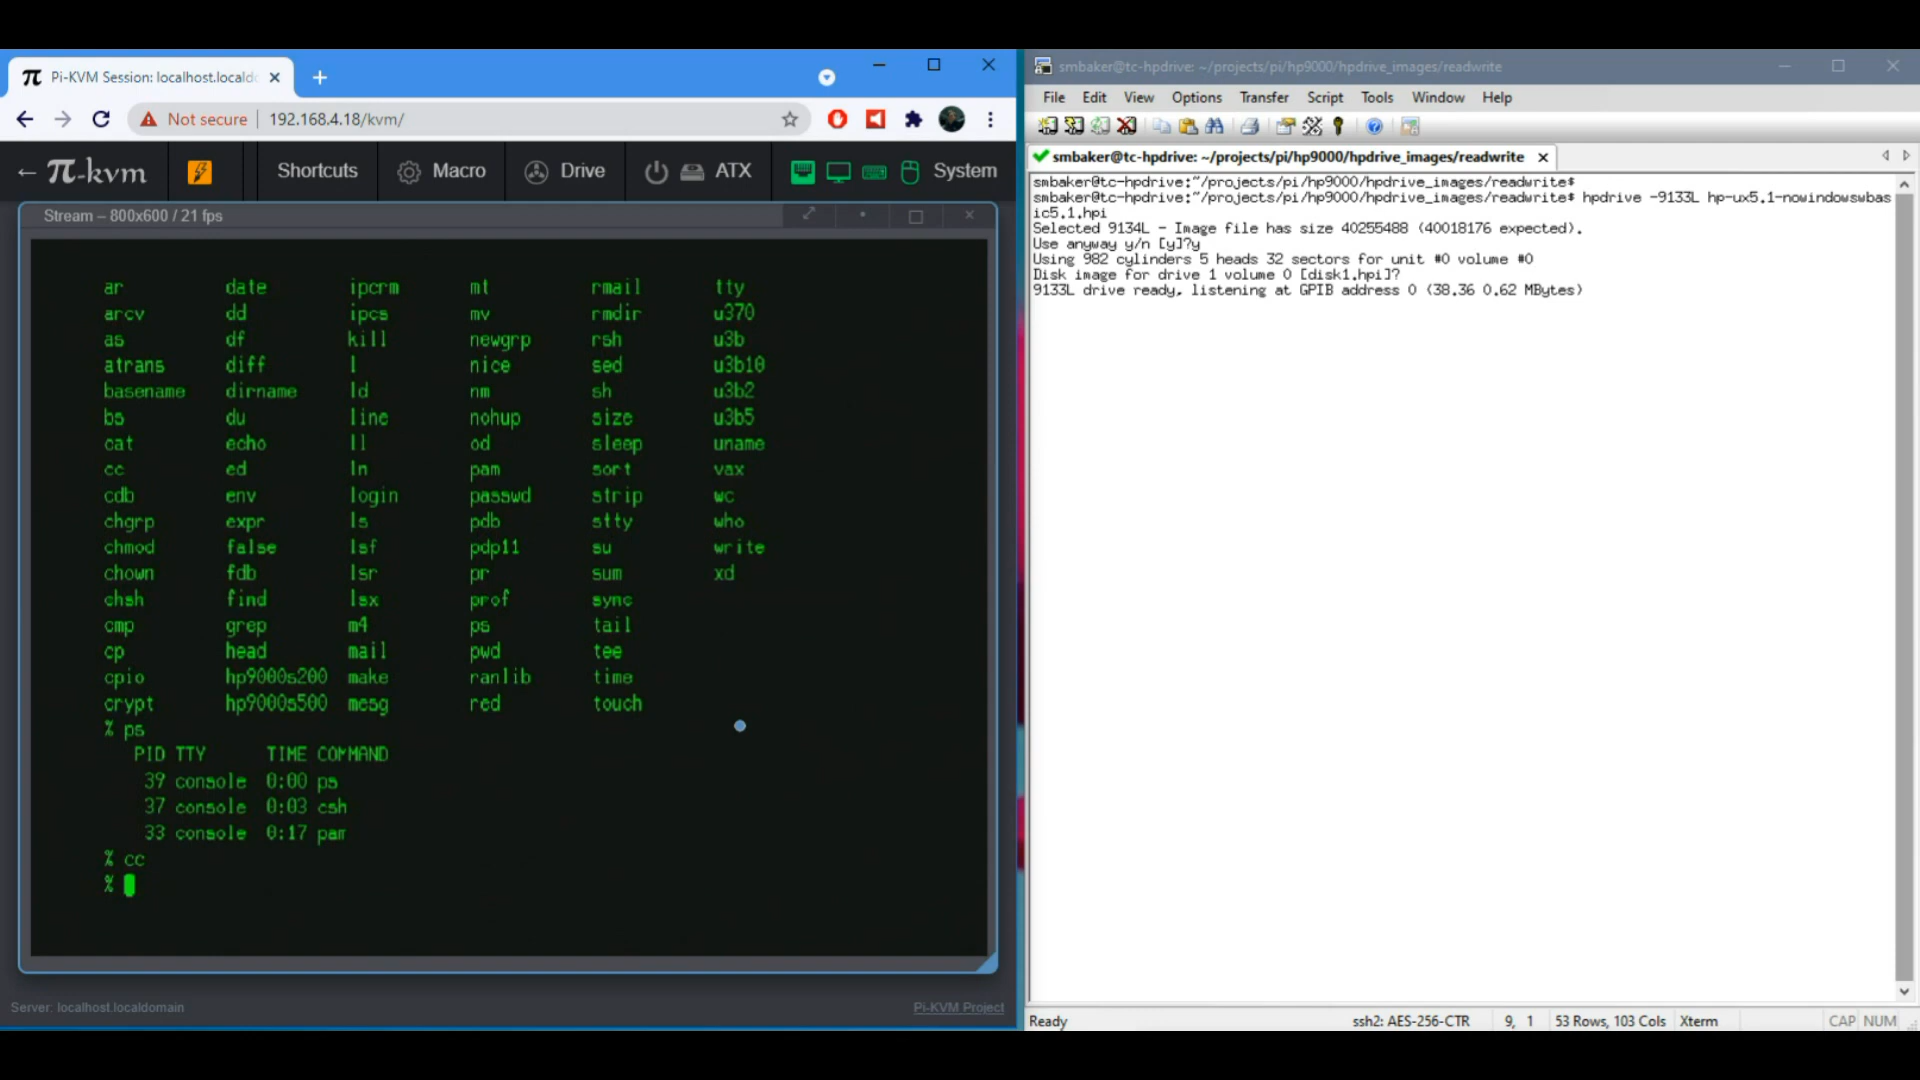 Pi-KVM Session: localhost.locald
Not secure 192.168.4.18/kvm/
π-kvm Shortcuts Macro Drive ATX System
Stream – 800x600 / 21 fps
ar date ipcrm mt rmail tty
arcv dd ipcs mv rmdir u370
as df kill newgrp rsh u3b
atrans diff l nice sed u3b10
basename dirname ld nm sh u3b2
bs du line nohup size u3b5
cat echo ll od sleep uname
cc ed ln pam sort vax
cdb env login passwd strip wc
chgrp expr ls pdb stty who
chmod false lsf pdp11 su write
chown fdb lsr pr sum xd
chsh find lsx prof sync
cmp grep m4 ps tail
cp head mail pwd tee
cpio hp9000s200 make ranlib time
crypt hp9000s500 mesg red touch
% ps
PID TTY TIME COMMAND
39 console 0:00 ps
37 console 0:03 csh
33 console 0:17 pam
% cc
%
Server: localhost.localdomain Pi-KVM Project
smbaker@tc-hpdrive: ~/projects/pi/hp9000/hpdrive_images/readwrite
File Edit View Options Transfer Script Tools Window Help
smbaker@tc-hpdrive: ~/projects/pi/hp9000/hpdrive_images/readwrite
smbaker@tc-hpdrive:~/projects/pi/hp9000/hpdrive_images/readwrite$
smbaker@tc-hpdrive:~/projects/pi/hp9000/hpdrive_images/readwrite$ hpdrive -9133L hp-ux5.1-nowindowswbas
ic5.1.hpi
Selected 9134L - Image file has size 40255488 (40018176 expected).
Use anyway y/n [y]?y
Using 982 cylinders 5 heads 32 sectors for unit #0 volume #0
Disk image for drive 1 volume 0 [disk1.hpi]?
9133L drive ready, listening at GPIB address 0 (38.36 0.62 MBytes)
Ready ssh2: AES-256-CTR 9, 1 53 Rows, 103 Cols Xterm CAP NUM